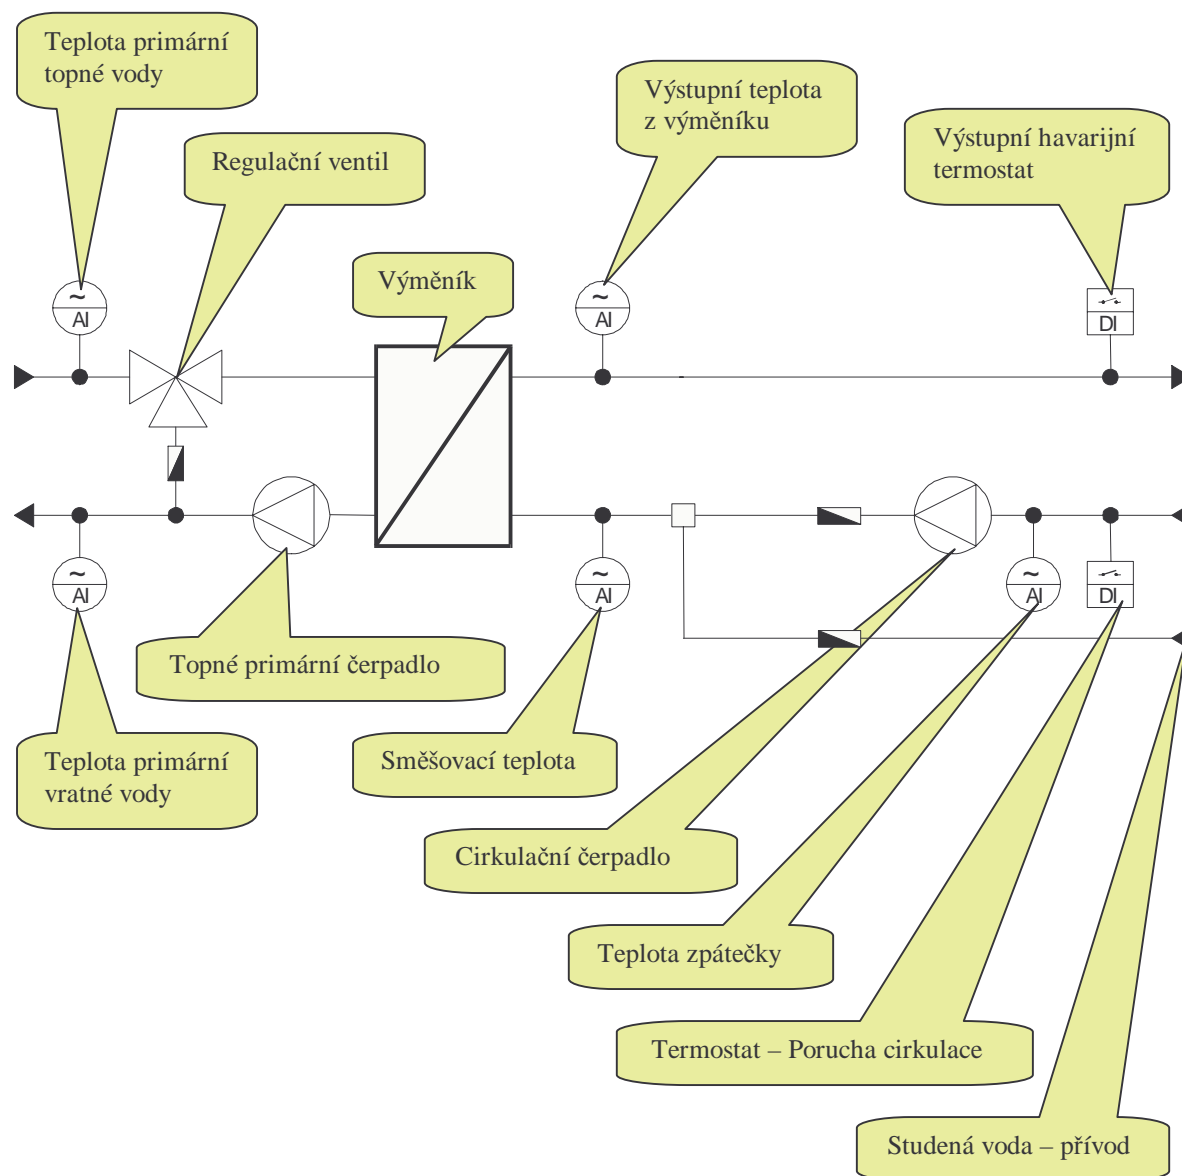 Teplota primární
topné vody
Výstupní teplota
z výměníku
Výstupní havarijní
termostat
Regulační ventil
Výměník
~
AI
~
AI
DI
~
AI
~
AI
~
AI
DI
Topné primární čerpadlo
Teplota primární
vratné vody
Směšovací teplota
Cirkulační čerpadlo
Teplota zpátečky
Termostat – Porucha cirkulace
Studená voda – přívod